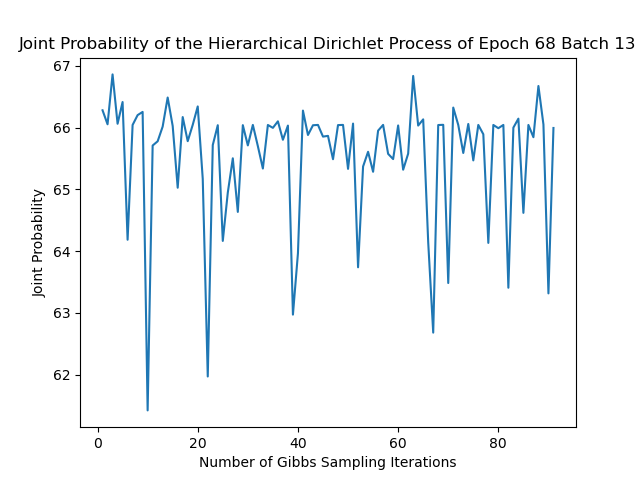 Joint Probability of the Hierarchical Dirichlet Process of Epoch 68 Batch 13
67
66
65
64
63
62
Joint Probability
0 20 40 60 80
Number of Gibbs Sampling Iterations